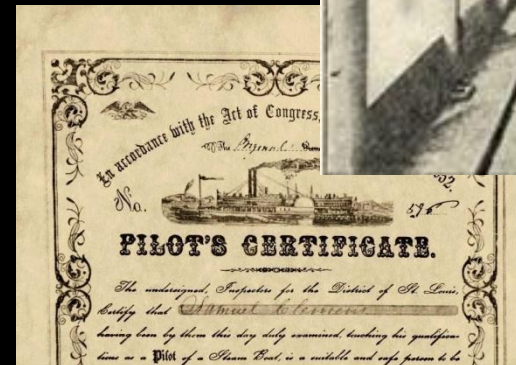 In accordance with the Act of Congress,
The Original
No.
PILOT'S CERTIFICATE.
The undersigned, Inspectors for the District of St. Louis,
Certify that Samuel Clemens
having been by them this day duly examined, touching his qualifica-
tions as a Pilot of a Steam Boat, is a suitable and safe person to be